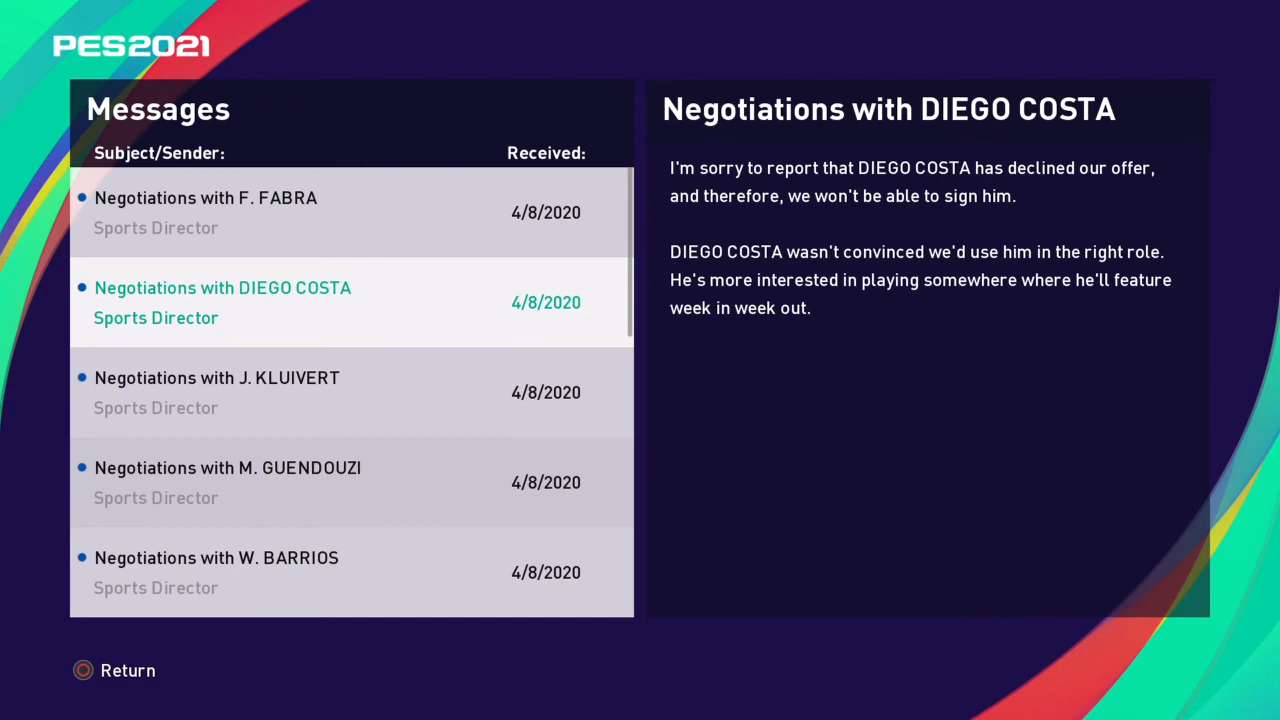 PES2021
Messages
Subject/Sender:
Received:
Negotiations with F. FABRA
Sports Director
4/8/2020
Negotiations with DIEGO COSTA
Sports Director
4/8/2020
Negotiations with J. KLUIVERT
Sports Director
4/8/2020
Negotiations with M. GUENDOUZI
Sports Director
4/8/2020
Negotiations with W. BARRIOS
Sports Director
4/8/2020
Negotiations with DIEGO COSTA
I'm sorry to report that DIEGO COSTA has declined our offer,
and therefore, we won't be able to sign him.
DIEGO COSTA wasn't convinced we'd use him in the right role.
He's more interested in playing somewhere where he'll feature
week in week out.
Return